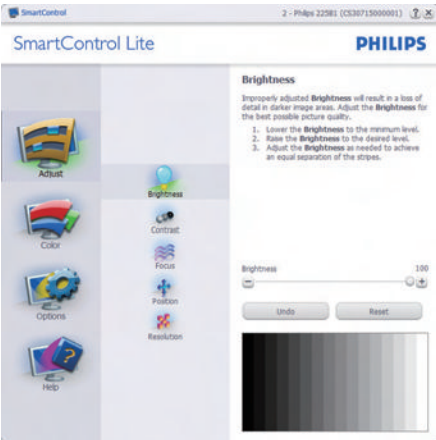 SmartControl
2 - Philips 225B1 (CS30715000001)
SmartControl Lite
PHILIPS
Adjust
Color
Options
Help
Brightness
Contrast
Focus
Position
Resolution
Brightness
Improperly adjusted Brightness will result in a loss of
detail in darker image areas. Adjust the Brightness for
the best possible picture quality.
1. Lower the Brightness to the minimum level.
2. Raise the Brightness to the desired level.
3. Adjust the Brightness as needed to achieve
an equal separation of the stripes.
Brightness 100
Undo Reset